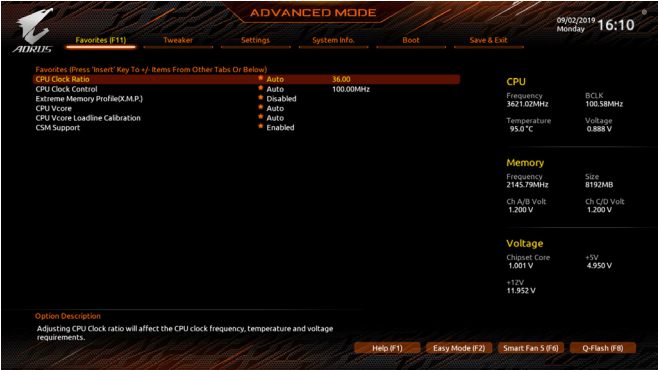 ADVANCED MODE
09/02/2019 16:10
Monday
AORUS
Favorites (F11) Tweaker Settings System Info. Boot Save & Exit
Favorites (Press 'Insert' Key To +/- Items From Other Tabs Or Below)
CPU Clock Ratio ★ Auto 36.00
CPU Clock Control ★ Auto 100.00MHz
Extreme Memory Profile(X.M.P.) ★ Disabled
CPU Vcore ★ Auto
CPU Vcore Loadline Calibration ★ Auto
CSM Support ★ Enabled
CPU
Frequency BCLK
3621.02MHz 100.58MHz
Temperature Voltage
95.0 °C 0.888 V
Memory
Frequency Size
2145.79MHz 8192MB
Ch A/B Volt Ch C/D Volt
1.200 V 1.200 V
Voltage
Chipset Core +5V
1.001 V 4.950 V
+12V
11.952 V
Option Description
Adjusting CPU Clock ratio will affect the CPU clock frequency, temperature and voltage
requirements.
Help (F1) Easy Mode (F2) Smart Fan 5 (F6) Q-Flash (F8)